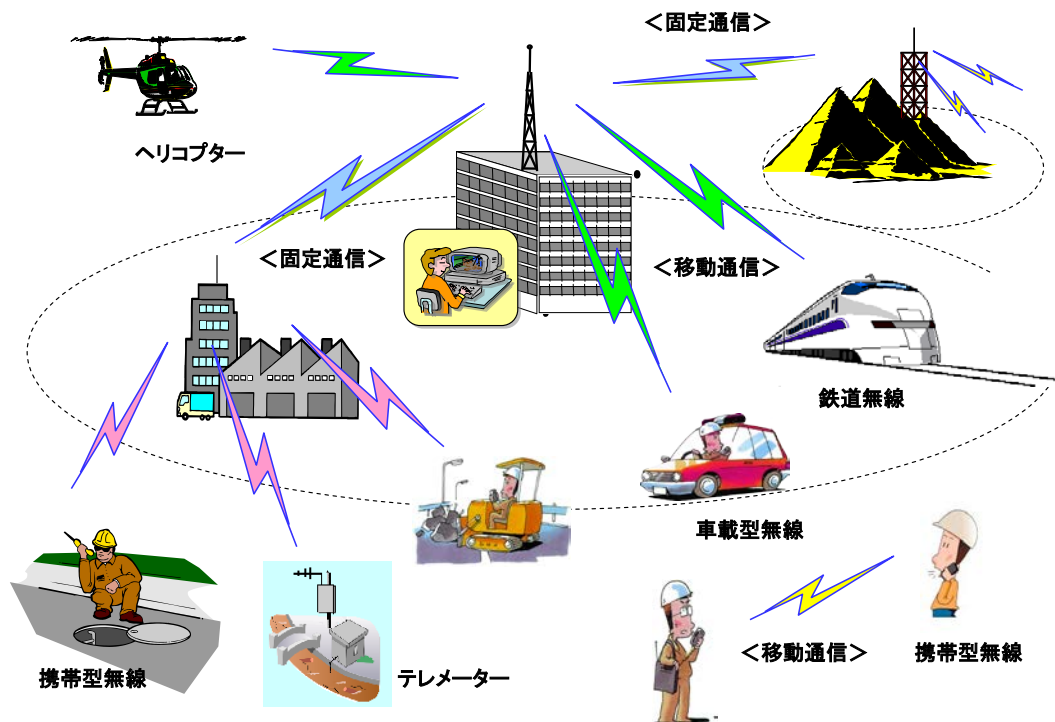 ＜固定通信＞
ヘリコプター
＜固定通信＞
＜移動通信＞
鉄道無線
車載型無線
＜移動通信＞
携帯型無線
携帯型無線
テレメーター